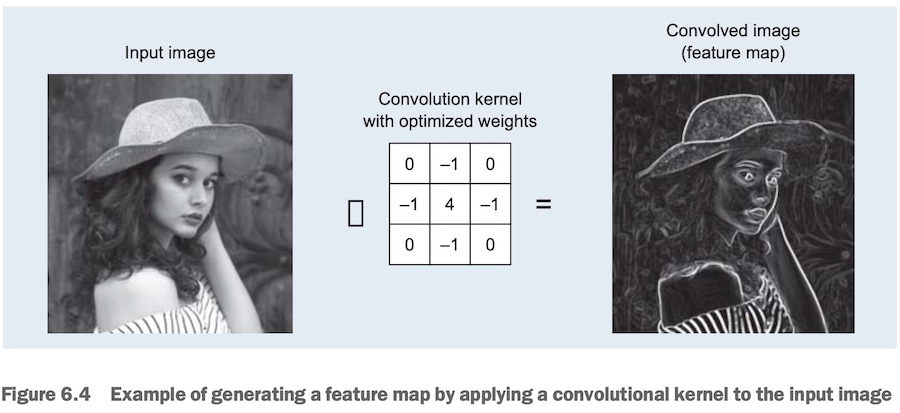 Input image
Convolution kernel
with optimized weights
0 –1 0
–1 4 –1
0 –1 0
=
Convolved image
(feature map)
Figure 6.4 Example of generating a feature map by applying a convolutional kernel to the input image